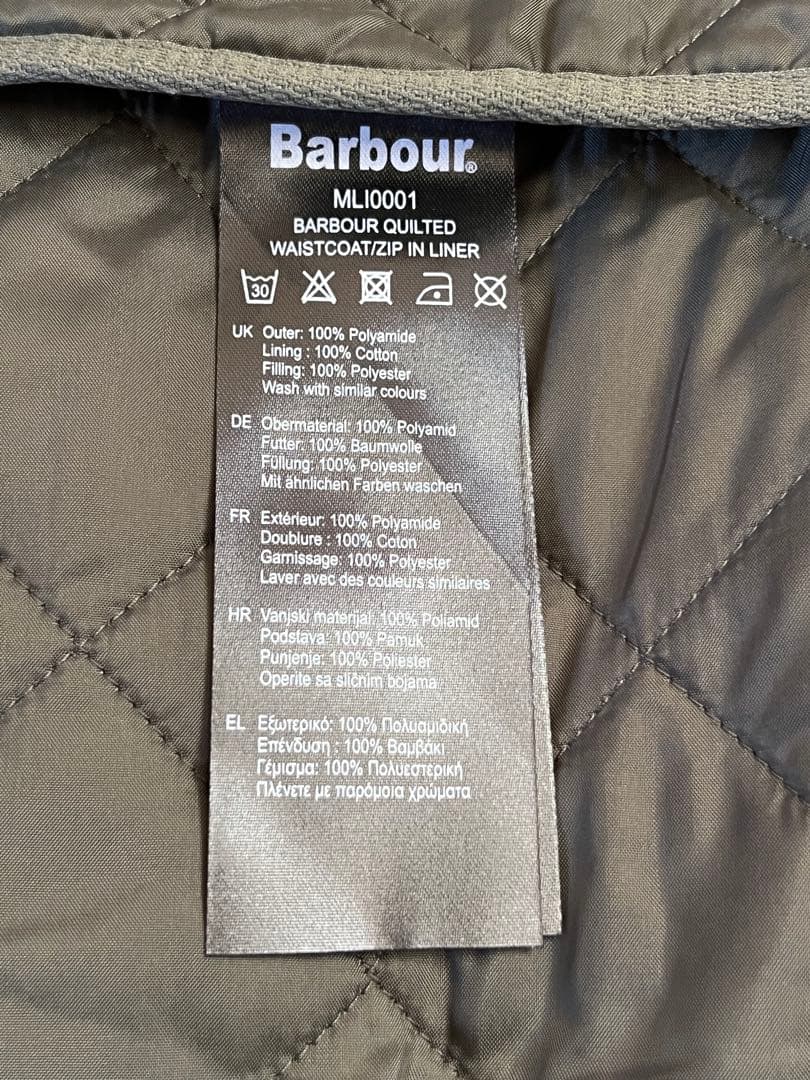 Barbour®
MLI0001
BARBOUR QUILTED
WAISTCOAT/ZIP IN LINER
30
UK Outer: 100% Polyamide
Lining : 100% Cotton
Filling: 100% Polyester
Wash with similar colours
DE Obermaterial: 100% Polyamid
Futter: 100% Baumwolle
Füllung: 100% Polyester
Mit ähnlichen Farben waschen
FR Extérieur: 100% Polyamide
Doublure : 100% Coton
Garnissage: 100% Polyester
Laver avec des couleurs similaires
HR Vanjski materijal: 100% Poliamid
Podstava: 100% Pamuk
Punjenje: 100% Poliester
Operite sa sličnim bojama
EL Εξωτερικό: 100% Πολυαμιδική
Επένδυση : 100% Βαμβάκι
Γέμισμα: 100% Πολυεστερική
Πλένετε με παρόμοια χρώματα